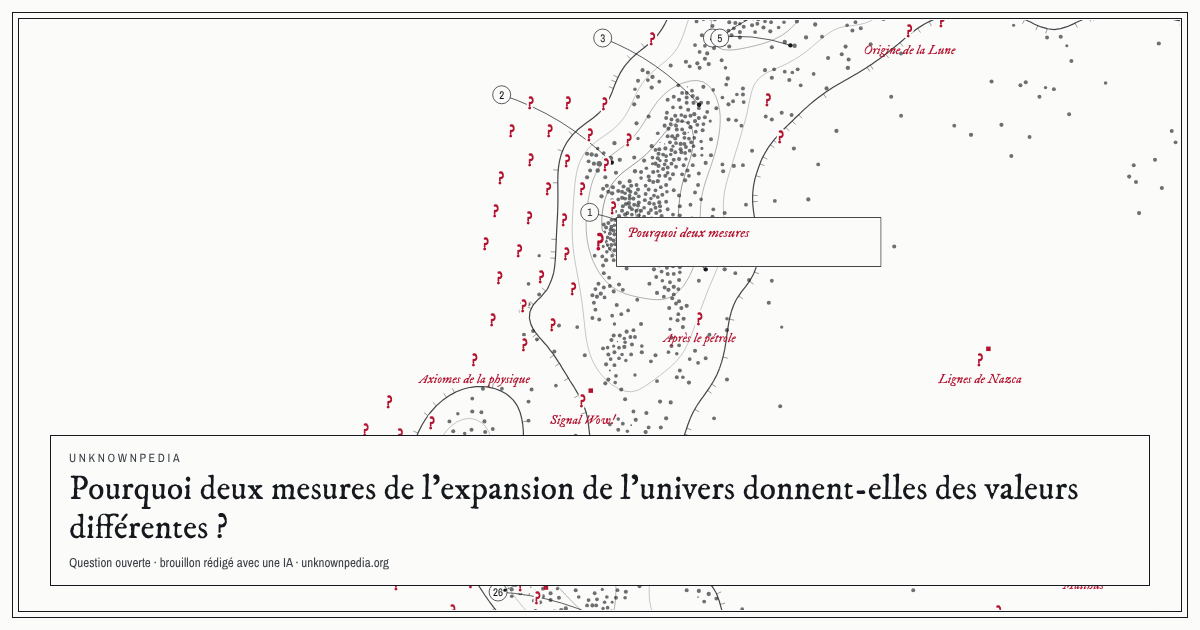 3
5
Origine de la Lune
2
1
Pourquoi deux mesures
Après le pétrole
Axiomes de la physique
Lignes de Nazca
Signal Wow!
UNKNOWNPEDIA
Pourquoi deux mesures de l'expansion de l'univers donnent-elles des valeurs
différentes ?
Question ouverte · brouillon rédigé avec une IA · unknownpedia.org
26